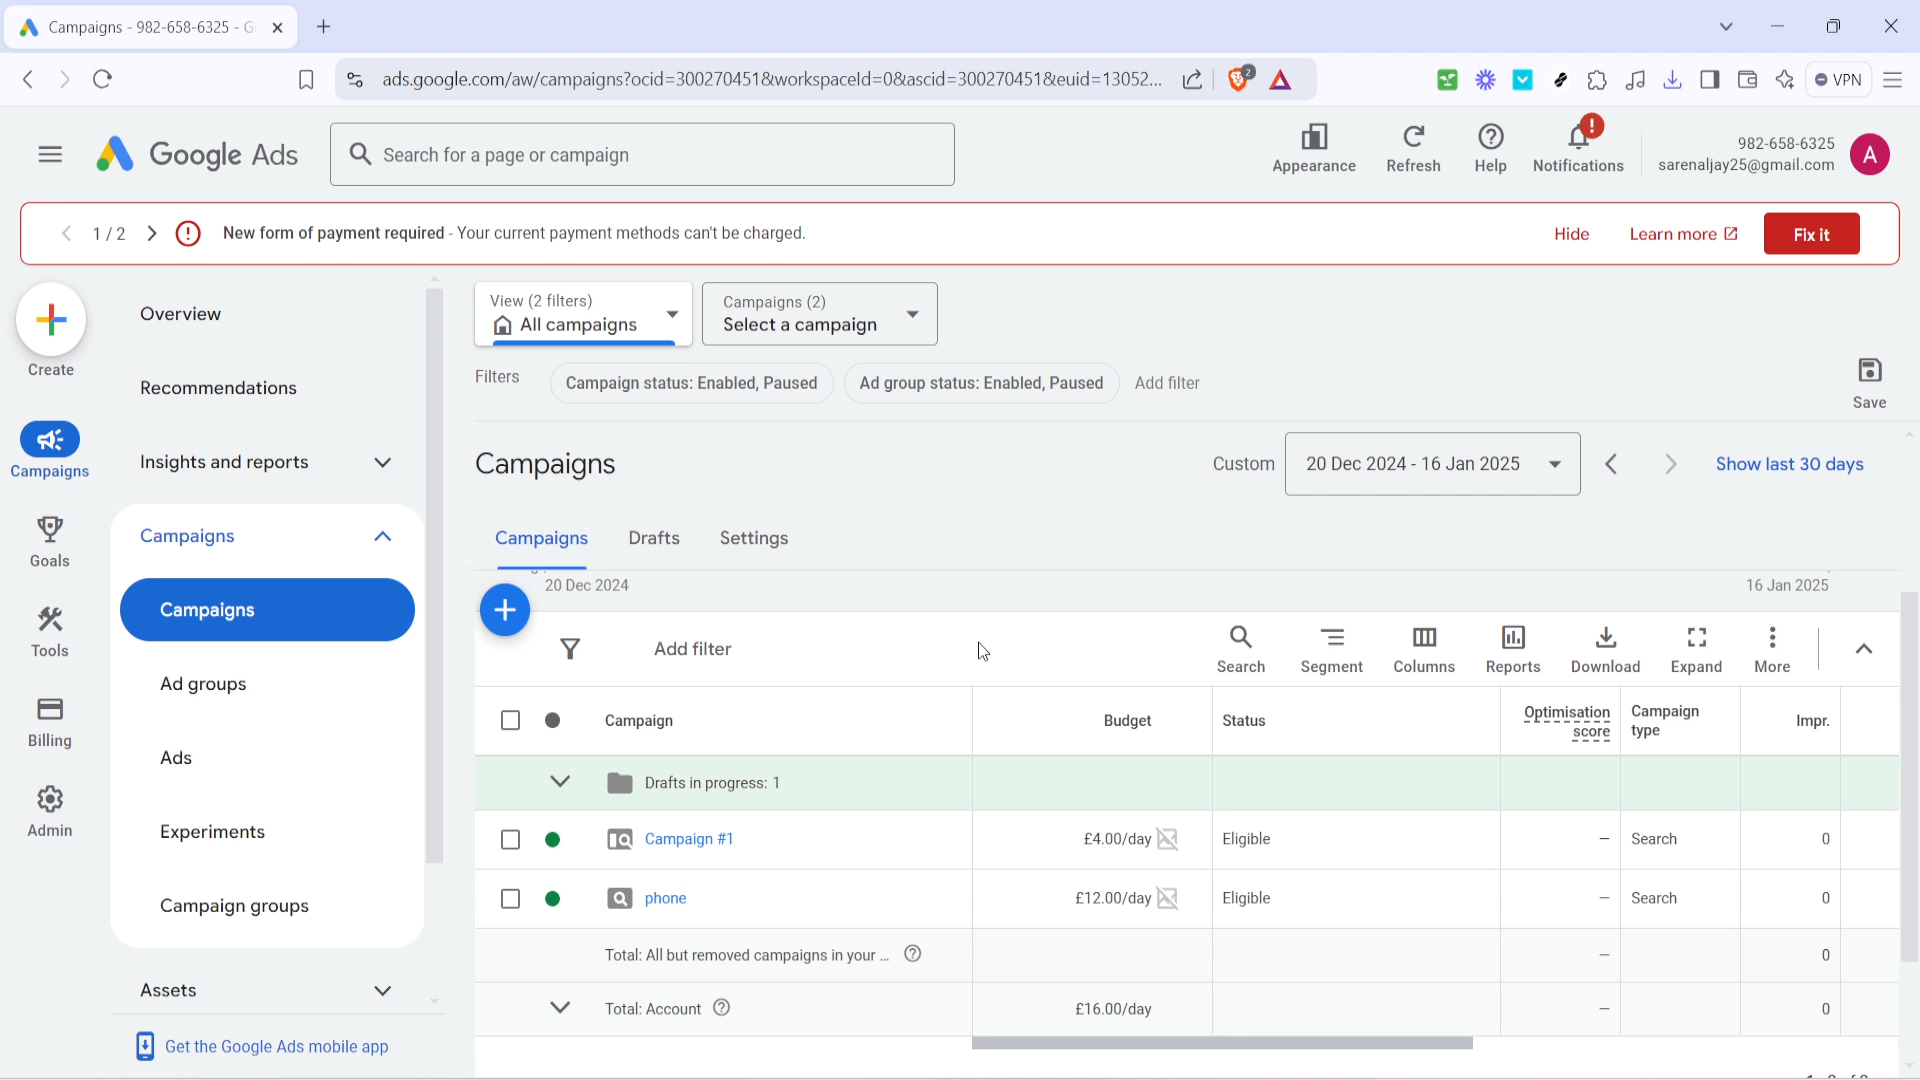 Campaigns - 982-658-6325 - G
ads.google.com/aw/campaigns?ocid=300270451&workspaceId=0&ascid=300270451&euid=13052...
2
VPN
Google Ads
Search for a page or campaign
Appearance
Refresh
Help
!
Notifications
982-658-6325
sarenaljay25@gmail.com
A
1 / 2
New form of payment required - Your current payment methods can't be charged.
Hide
Learn more
Fix it
Create
Campaigns
Goals
Tools
Billing
Admin
Overview
Recommendations
Insights and reports
Campaigns
Campaigns
Ad groups
Ads
Experiments
Campaign groups
Assets
Get the Google Ads mobile app
View (2 filters)
All campaigns
Campaigns (2)
Select a campaign
Filters
Campaign status: Enabled, Paused
Ad group status: Enabled, Paused
Add filter
Save
Campaigns
Custom
20 Dec 2024 - 16 Jan 2025
Show last 30 days
Campaigns
Drafts
Settings
20 Dec 2024
16 Jan 2025
Add filter
Search
Segment
Columns
Reports
Download
Expand
More
Campaign
Budget
Status
Optimisation
score
Campaign
type
Impr.
Drafts in progress: 1
Campaign #1
£4.00/day
Eligible
–
Search
0
phone
£12.00/day
Eligible
–
Search
0
Total: All but removed campaigns in your ...
–
0
Total: Account
£16.00/day
–
0